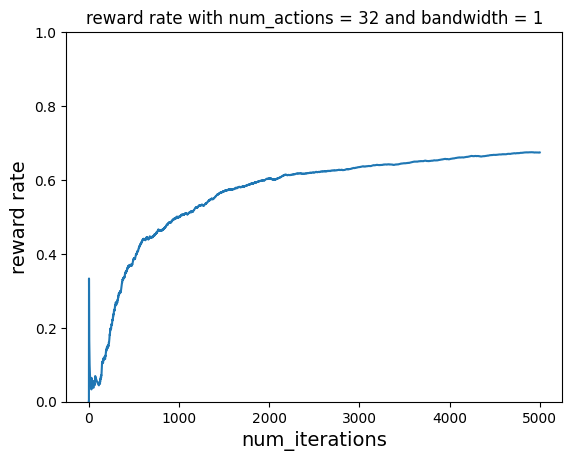 reward rate with num_actions = 32 and bandwidth = 1
1.0
0.8
0.6
0.4
0.2
0.0
reward rate
0 1000 2000 3000 4000 5000
num_iterations